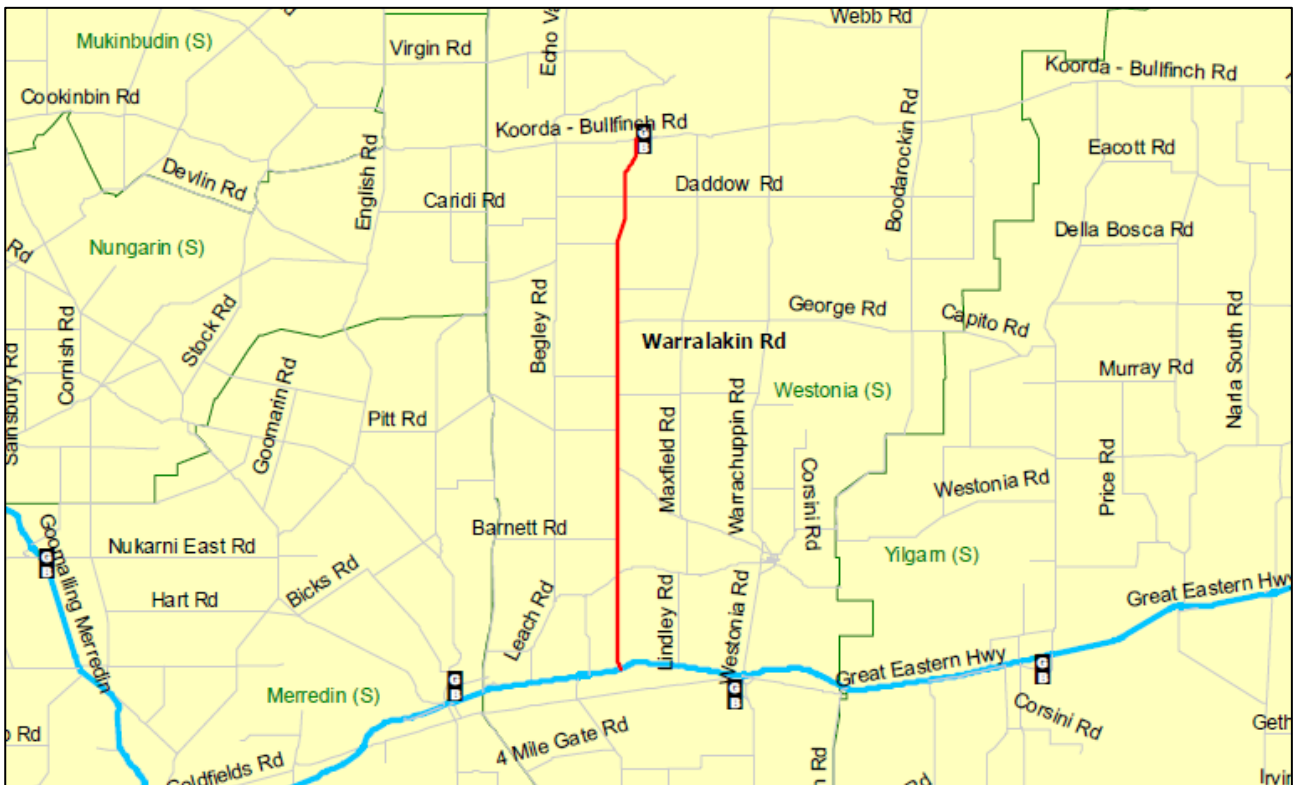 Webb Rd
Mukinbudin (S)
Virgin Rd
Echo Va
Koorda - Bullfinch Rd
Cookinbin Rd
Koorda - Bullfinch Rd
G
B
Boodarockin Rd
Eacott Rd
Devlin Rd
English Rd
Caridi Rd
Daddow Rd
Della Bosca Rd
Nungarin (S)
Rd
Stock Rd
Cornish Rd
Sainsbury Rd
Begley Rd
George Rd
Capito Rd
Narla South Rd
Warralakin Rd
Murray Rd
Westonia (S)
Goomarin Rd
Pitt Rd
Maxfield Rd
Warrachuppin Rd
Corsini Rd
Westonia Rd
Price Rd
Barnett Rd
Goomalling Merredin
G
B
Nukarni East Rd
Yilgarn (S)
Bicks Rd
Hart Rd
Leach Rd
Lindley Rd
Westonia Rd
Great Eastern Hwy
G
B
Great Eastern Hwy
G
B
Merredin (S)
G
B
Corsini Rd
4 Mile Gate Rd
Geth
o Rd
Goldfields Rd
n Rd
Rd
Irvin